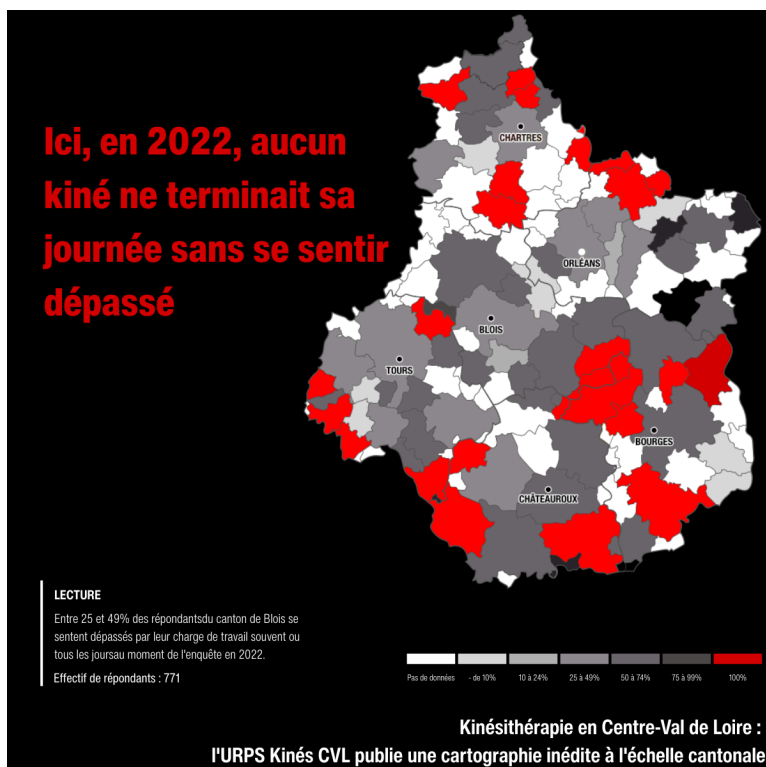 Ici, en 2022, aucun
kiné ne terminait sa
journée sans se sentir
dépassé
CHARTRES
ORLÉANS
BLOIS
TOURS
BOURGES
CHÂTEAUROUX
LECTURE
Entre 25 et 49% des répondantsdu canton de Blois se
sentent dépassés par leur charge de travail souvent ou
tous les joursau moment de l'enquête en 2022.
Effectif de répondants : 771
Pas de données - de 10% 10 à 24% 25 à 49% 50 à 74% 75 à 99% 100%
Kinésithérapie en Centre-Val de Loire :
l'URPS Kinés CVL publie une cartographie inédite à l'échelle cantonale